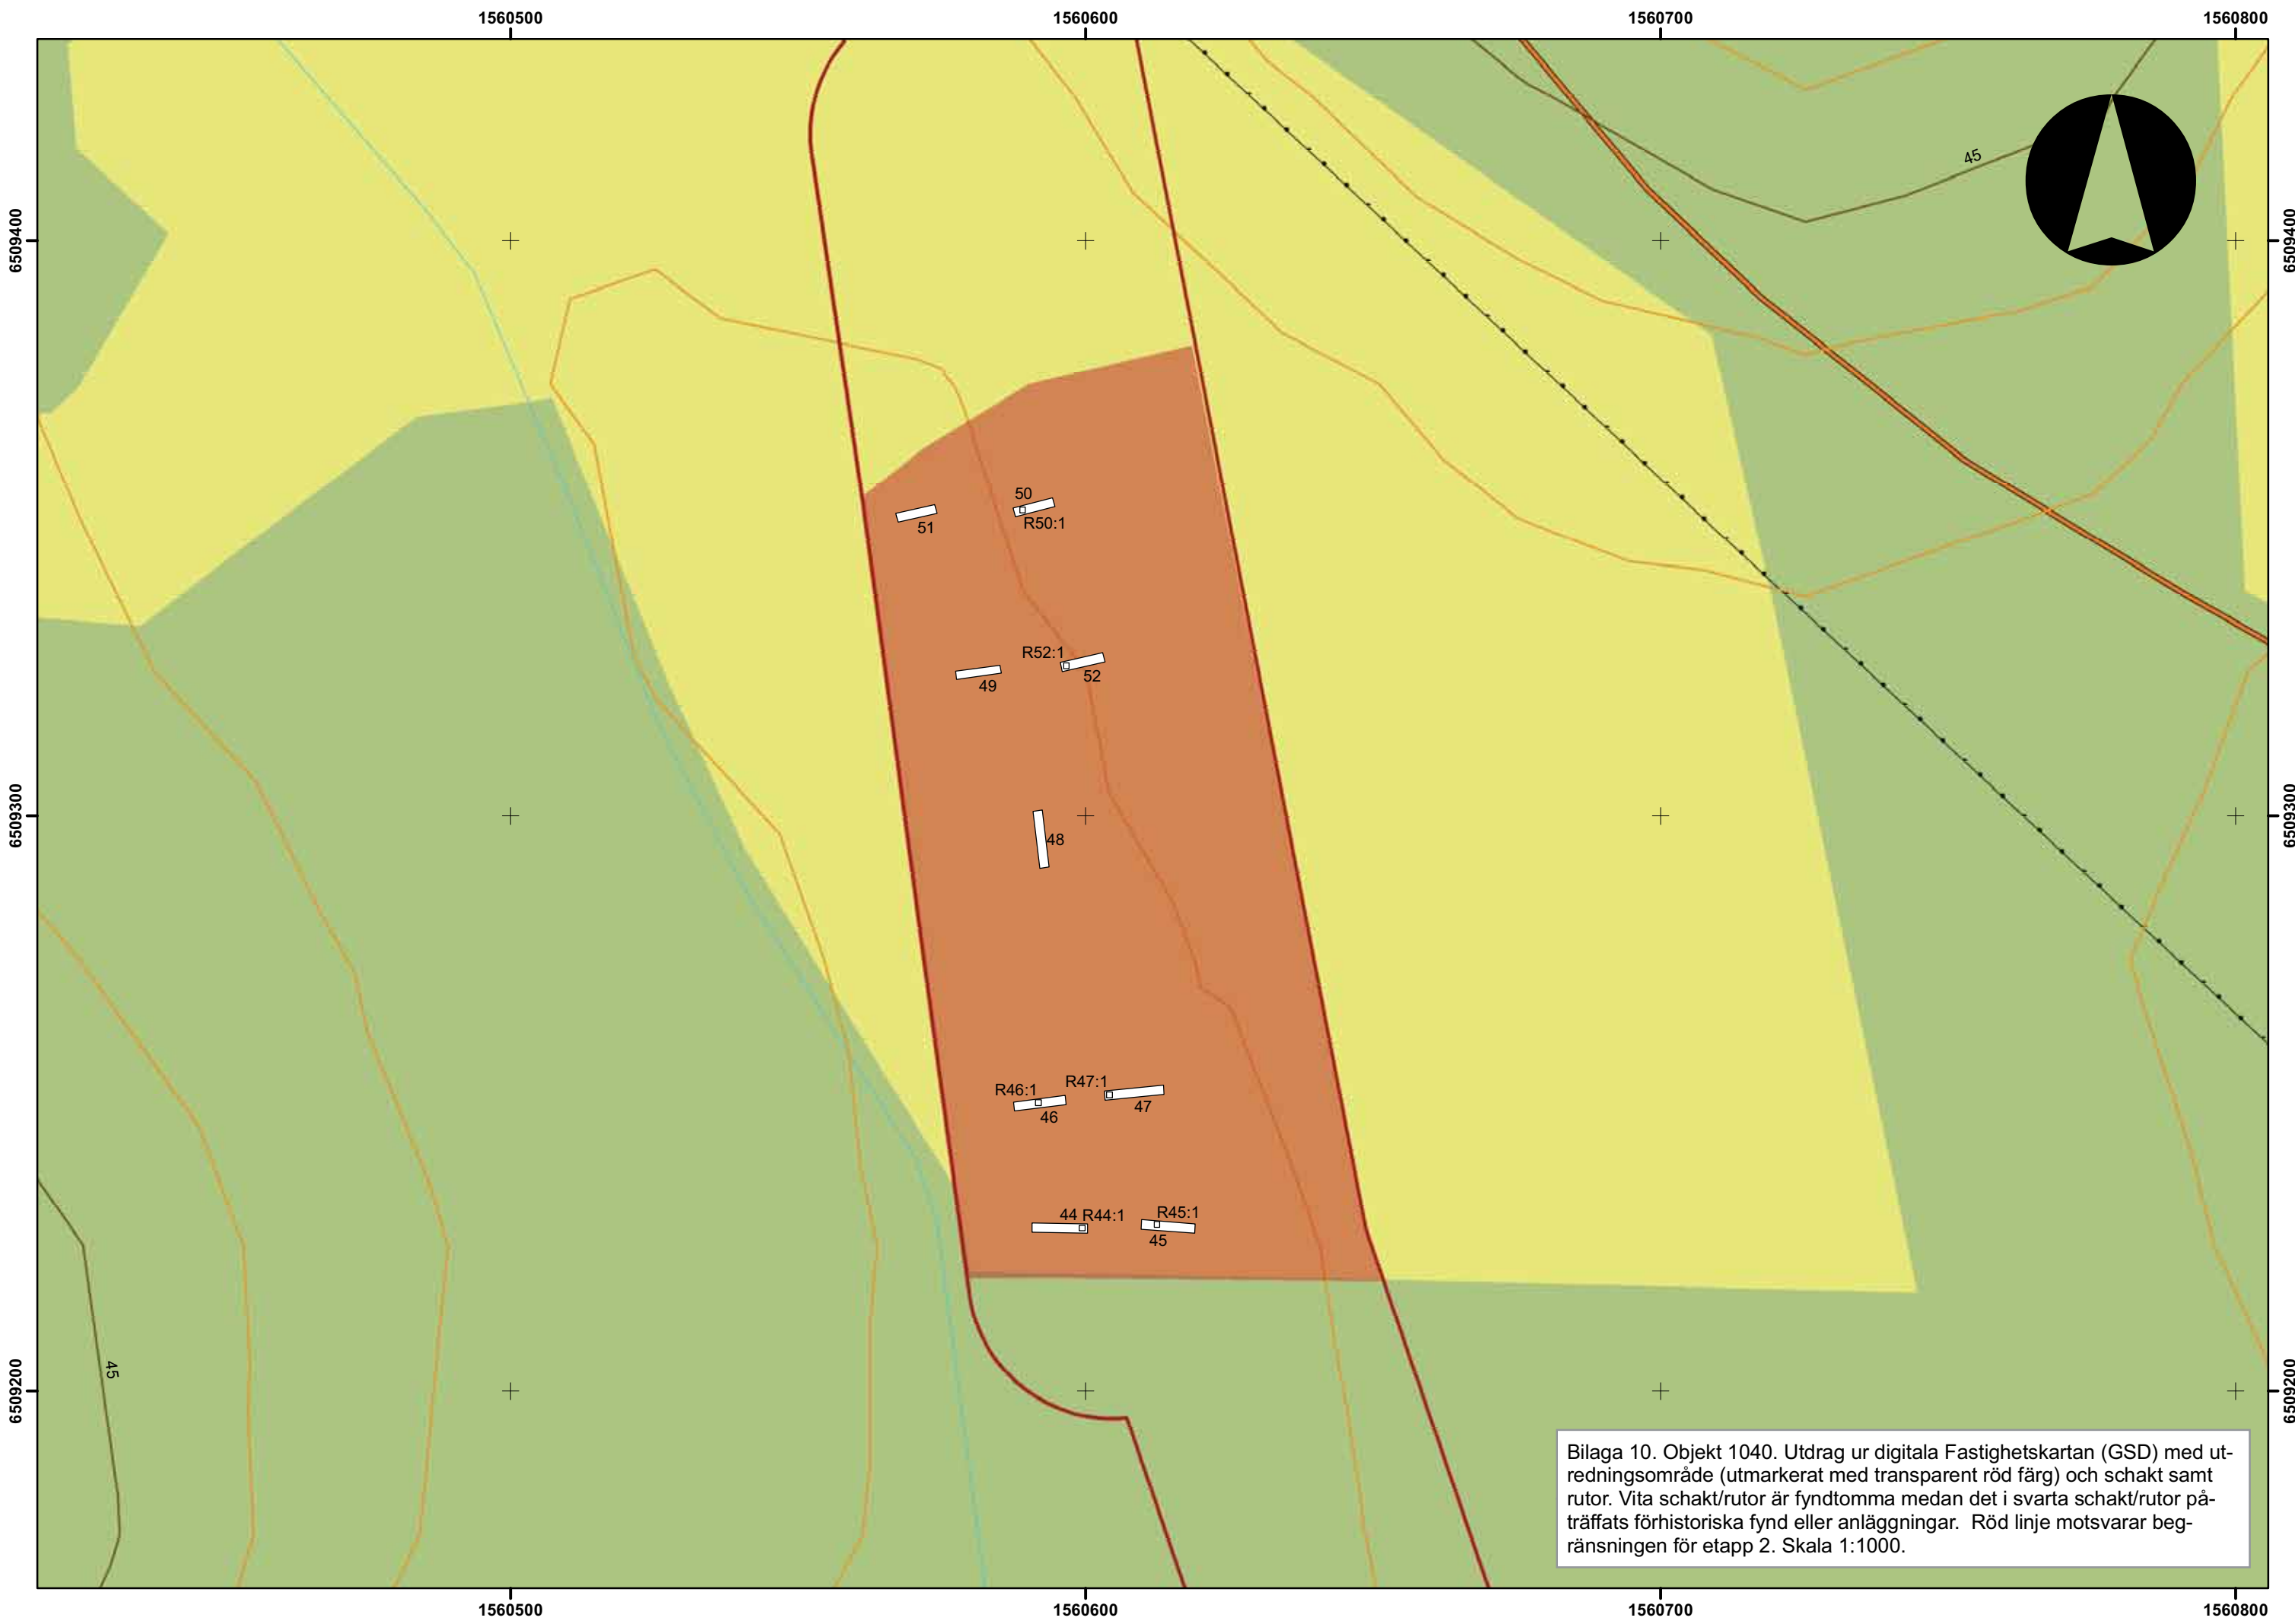 1560500 1560600 1560700 1560800
45
6509400 6509400
50
51 R50:1
R52:1
49 52
6509300 6509300
48
R46:1 R47:1
46 47
44 R44:1 R45:1
45
45
6509200 6509200
Bilaga 10. Objekt 1040. Utdrag ur digitala Fastighetskartan (GSD) med ut-
redningsområde (utmarkerat med transparent röd färg) och schakt samt
rutor. Vita schakt/rutor är fyndtomma medan det i svarta schakt/rutor på-
träffats förhistoriska fynd eller anläggningar.  Röd linje motsvarar beg-
ränsningen för etapp 2. Skala 1:1000.
1560500 1560600 1560700 1560800